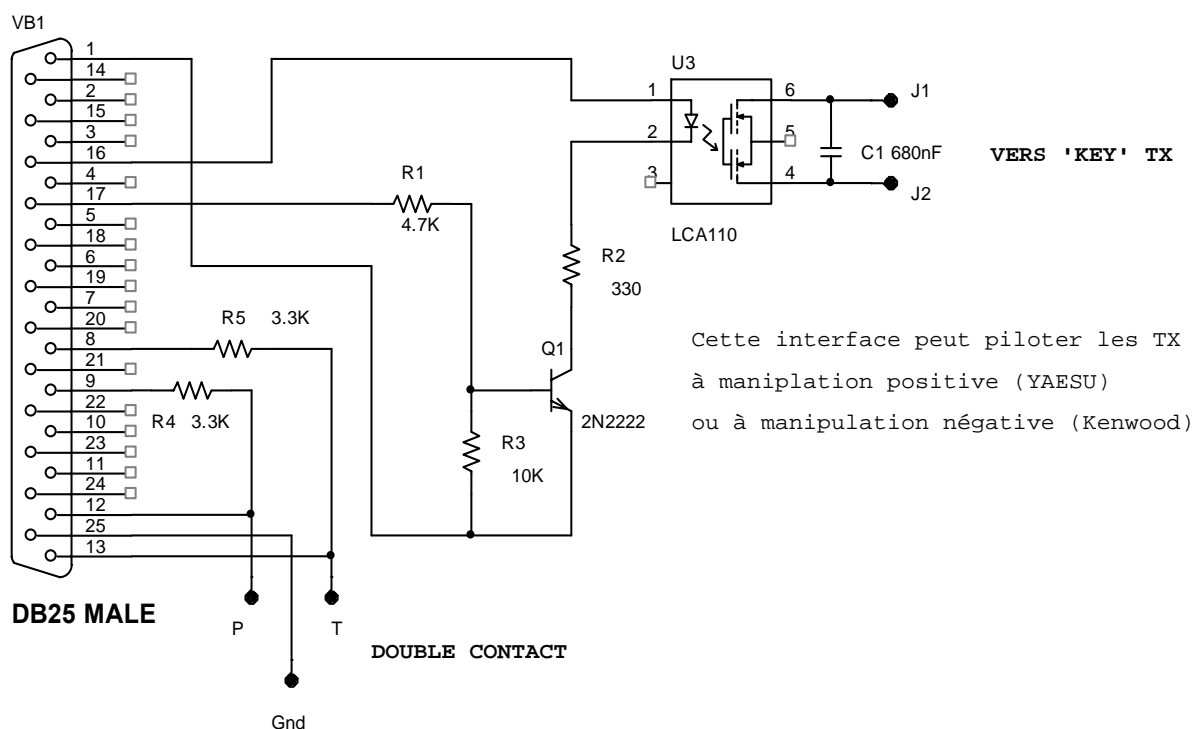 VB1
1
14
2
15
3
16
4
17
5
18
6
19
7
20
8
21
9
22
10
23
11
24
12
25
13
DB25 MALE
R1
4.7K
R5 3.3K
R4 3.3K
R3
10K
Q1
2N2222
R2
330
U3
1
2
3
6
5
4
LCA110
C1 680nF
J1
J2
VERS 'KEY' TX
Cette interface peut piloter les TX
à maniplation positive (YAESU)
ou à manipulation négative (Kenwood)
P
T
DOUBLE CONTACT
Gnd